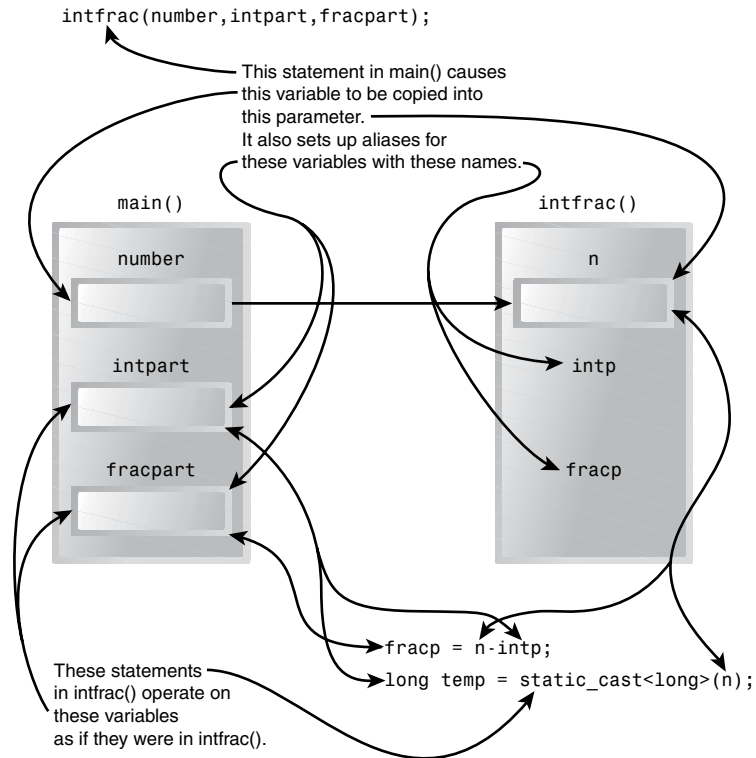 intfrac(number,intpart,fracpart);
This statement in main() causes
this variable to be copied into
this parameter.
It also sets up aliases for
these variables with these names.
main()
intfrac()
number
n
intpart
intp
fracpart
fracp
fracp = n-intp;
long temp = static_cast<long>(n);
These statements
in intfrac() operate on
these variables
as if they were in intfrac().